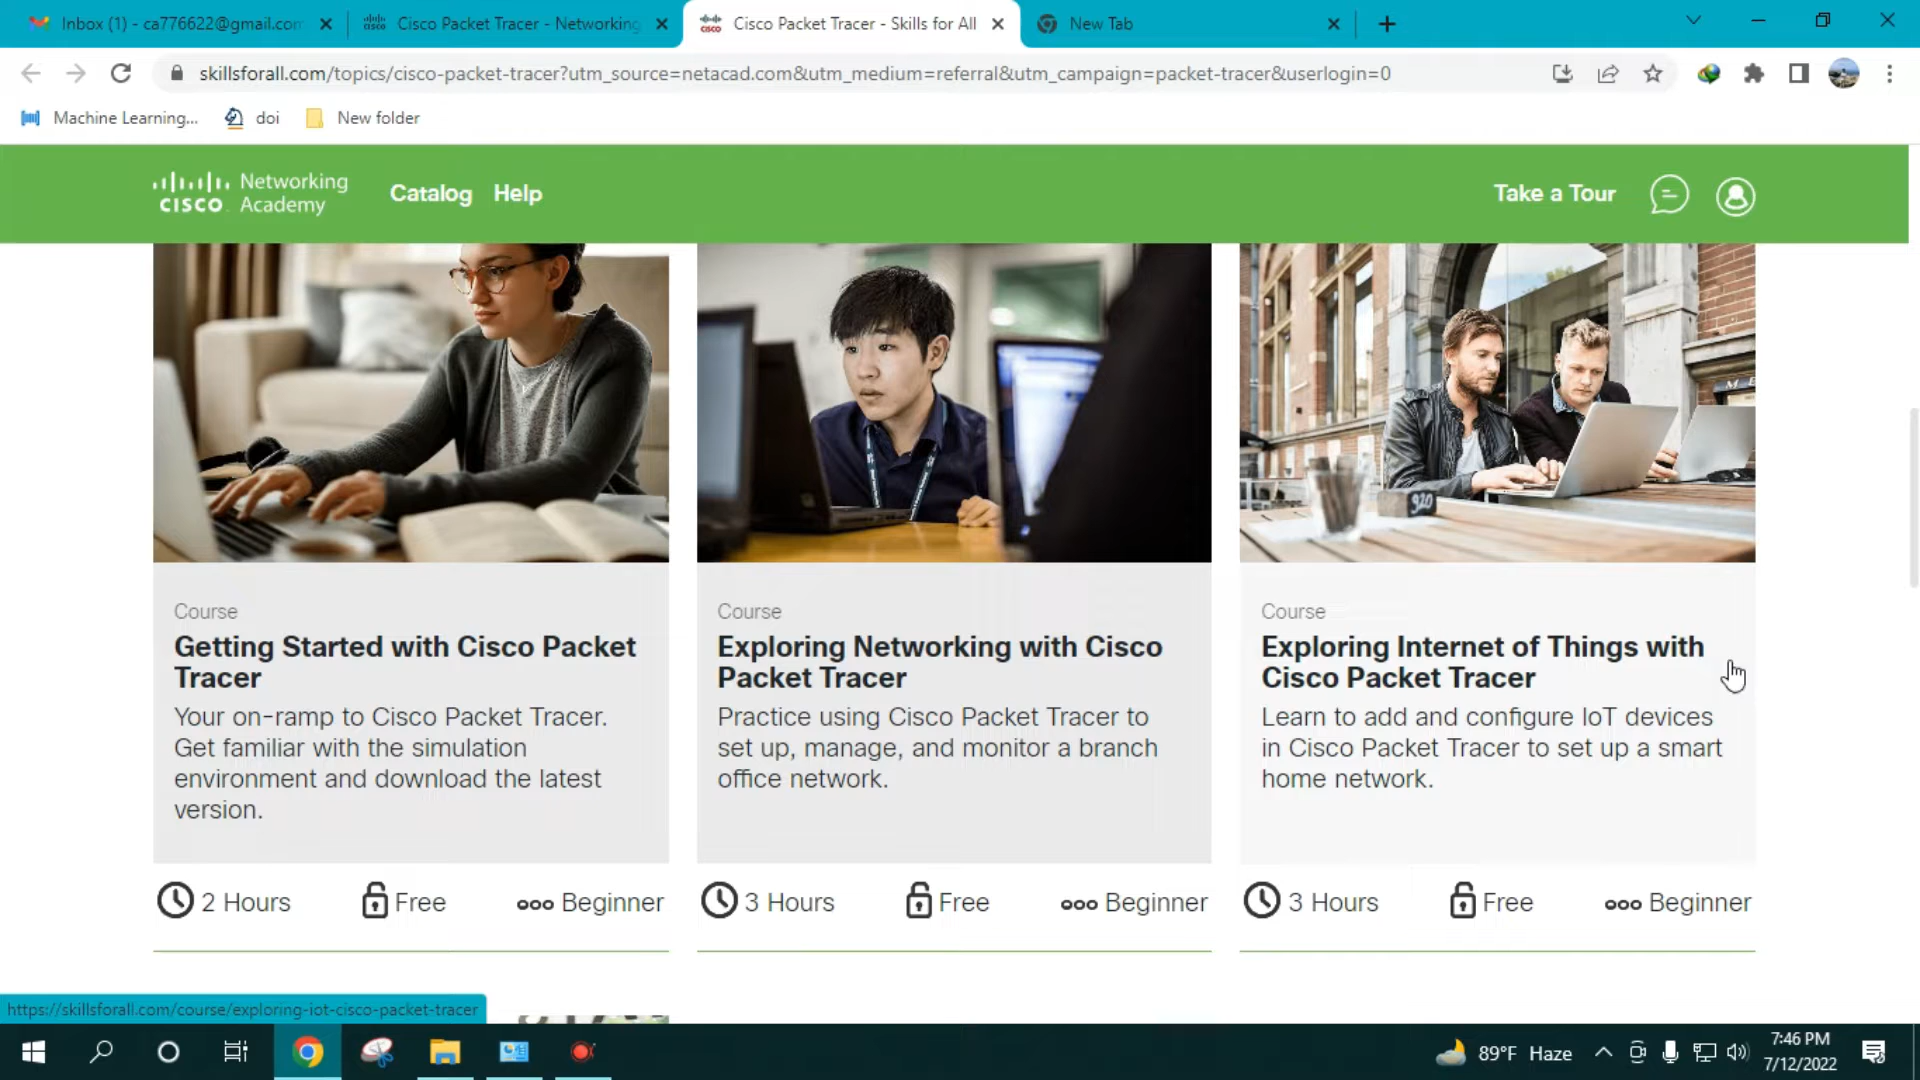 Inbox (1) - ca776622@gmail.com
Cisco Packet Tracer - Networking
Cisco Packet Tracer - Skills for All
New Tab
skillsforall.com/topics/cisco-packet-tracer?utm_source=netacad.com&utm_medium=referral&utm_campaign=packet-tracer&userlogin=0
Machine Learning...
doi
New folder
CISCO
Networking
Academy
Catalog
Help
Take a Tour
920
Course
Getting Started with Cisco Packet
Tracer
Your on-ramp to Cisco Packet Tracer.
Get familiar with the simulation
environment and download the latest
version.
2 Hours
Free
Beginner
Course
Exploring Networking with Cisco
Packet Tracer
Practice using Cisco Packet Tracer to
set up, manage, and monitor a branch
office network.
3 Hours
Free
Beginner
Course
Exploring Internet of Things with
Cisco Packet Tracer
Learn to add and configure IoT devices
in Cisco Packet Tracer to set up a smart
home network.
3 Hours
Free
Beginner
https://skillsforall.com/course/exploring-iot-cisco-packet-tracer
89°F Haze
7:46 PM
7/12/2022